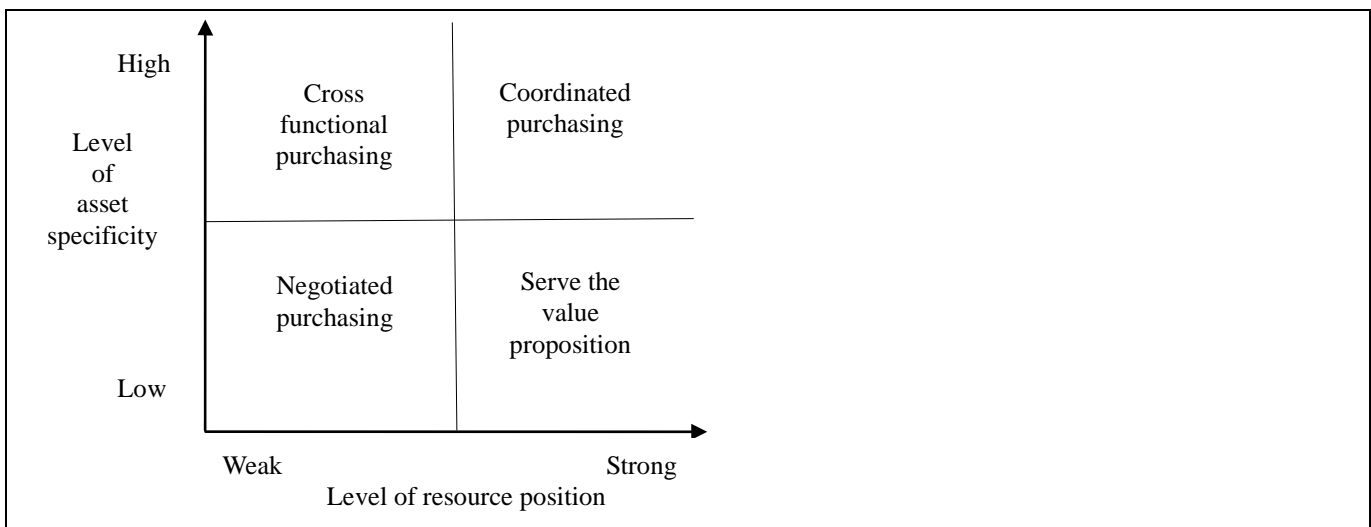 High
Cross
functional
purchasing
Coordinated
purchasing
Level
of
asset
specificity
Negotiated
purchasing
Serve the
value
proposition
Low
Weak
Strong
Level of resource position